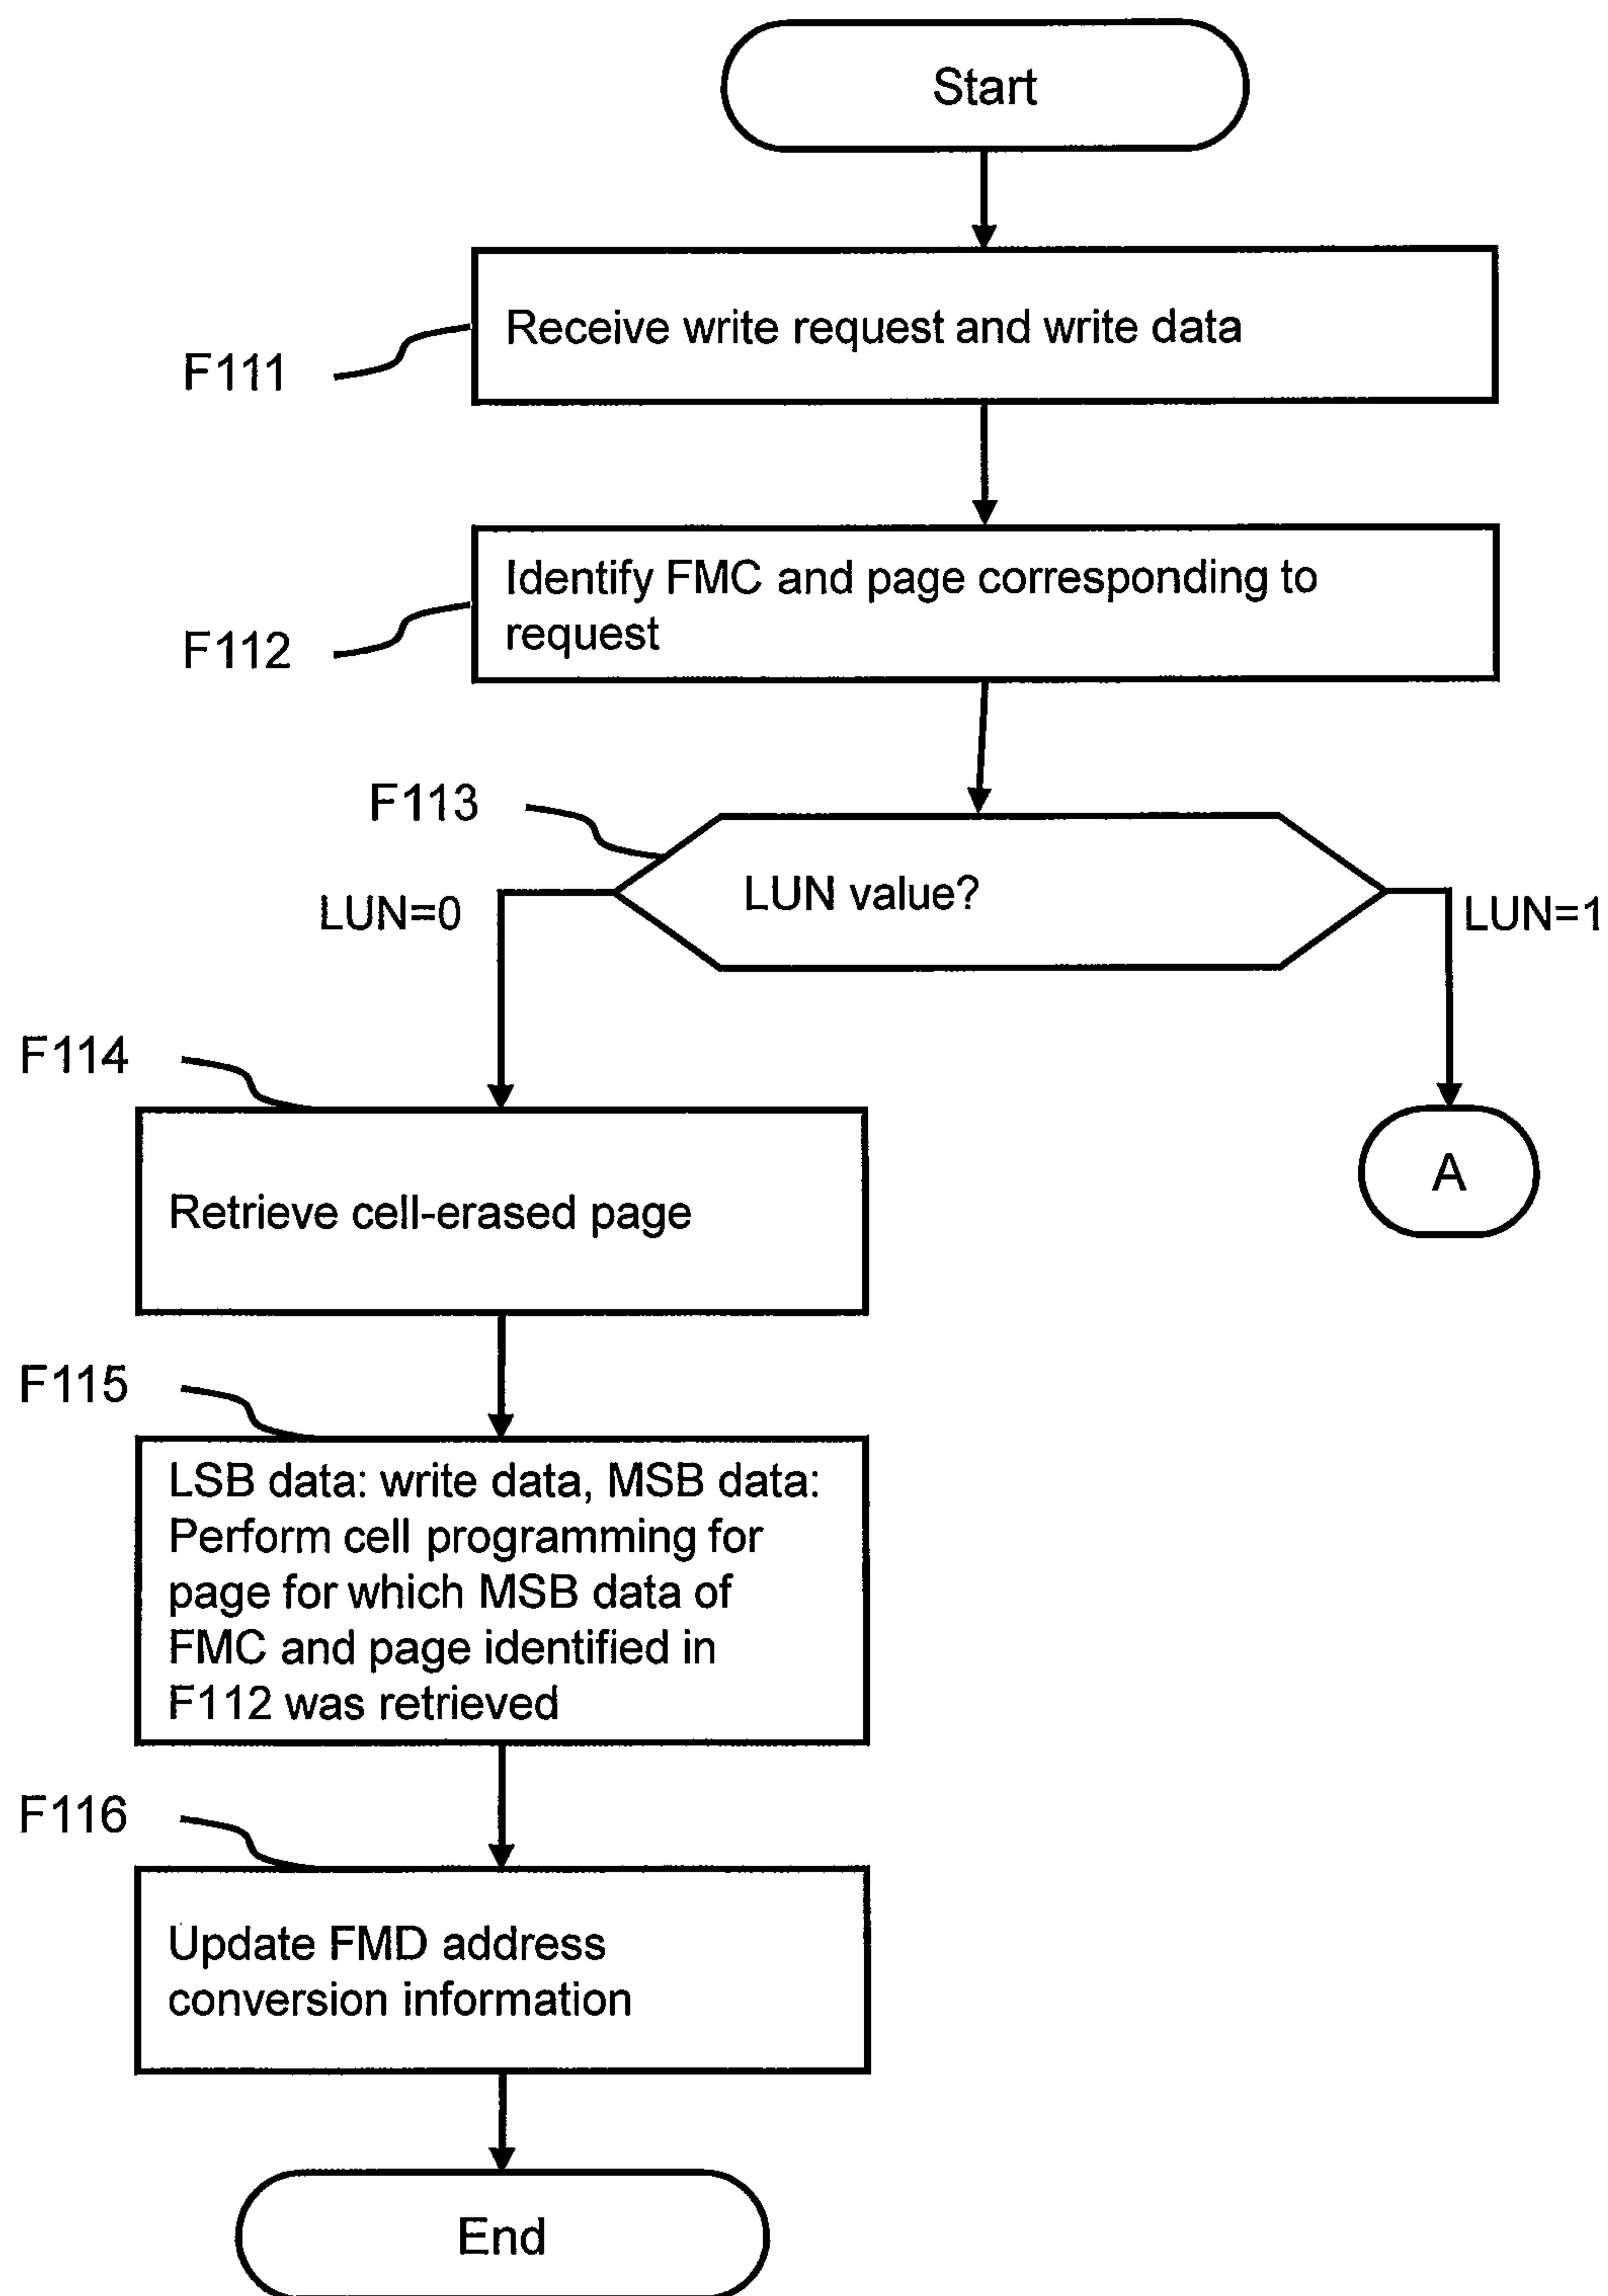 Start
Receive write request and write data
F111
Identify FMC and page corresponding to
request
F112
F113
LUN value?
LUN=0
LUN=1
F114
A
Retrieve cell-erased page
F115
LSB data: write data, MSB data:
Perform cell programming for
page for which MSB data of
FMC and page identified in
F112 was retrieved
F116
Update FMD address
conversion information
End